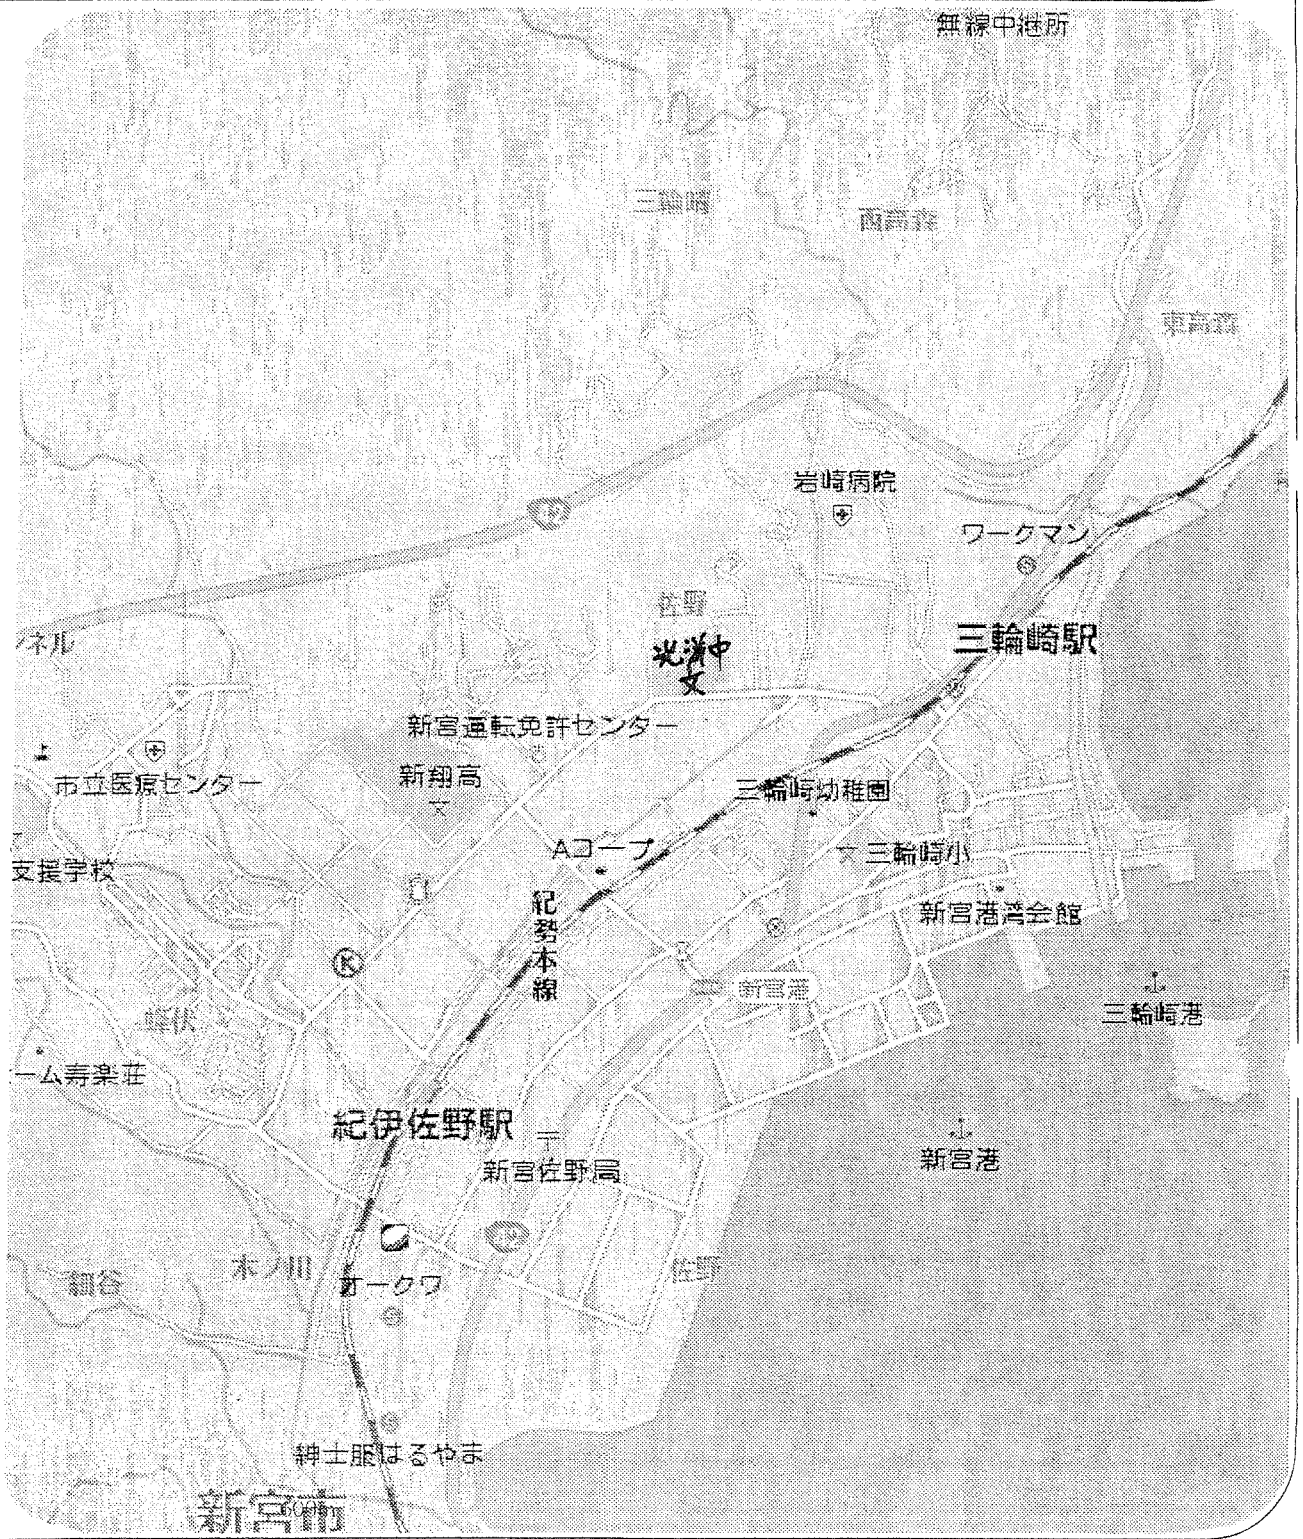 無線中継所
三輪崎
西高森
東高森
岩崎病院
ワークマン
佐野
三輪崎駅
光洋中
文
ンネル
新宮運転免許センター
市立医療センター
新翔高
三輪崎幼稚園
Aコープ
三輪崎小
支援学校
紀勢本線
新宮港湾会館
K
新宮港
三輪崎港
蜂伏
ーム寿楽荘
紀伊佐野駅
新宮港
新宮佐野局
木ノ川
佐野
オークワ
紳士服はるやま
新宮市